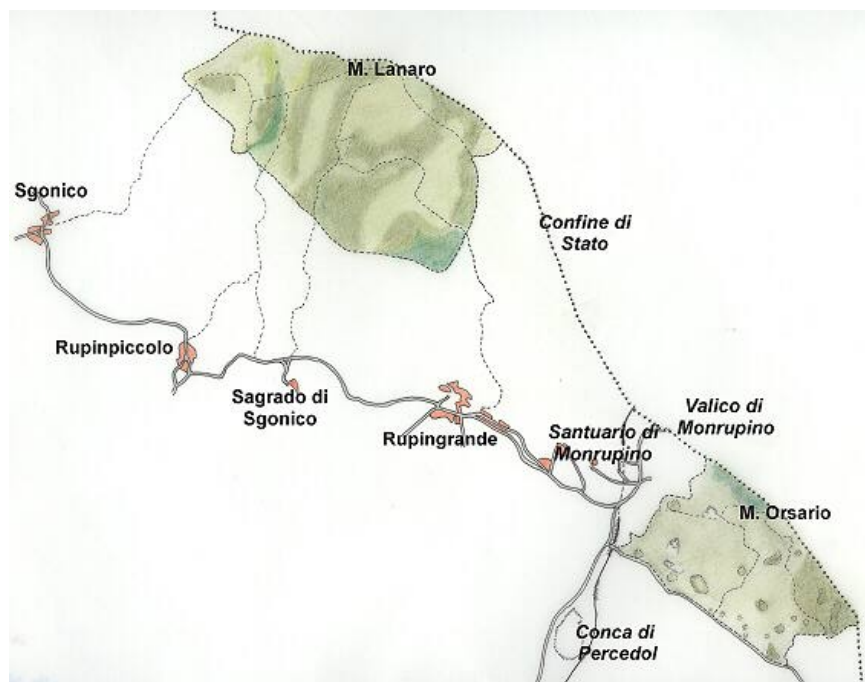 M. Lanaro
Sgonico
Confine di
Stato
Rupinpiccolo
Sagrado di
Sgonico
Rupingrande
Santuario di
Monrupino
Valico di
Monrupino
M. Orsario
Conca di
Percedol